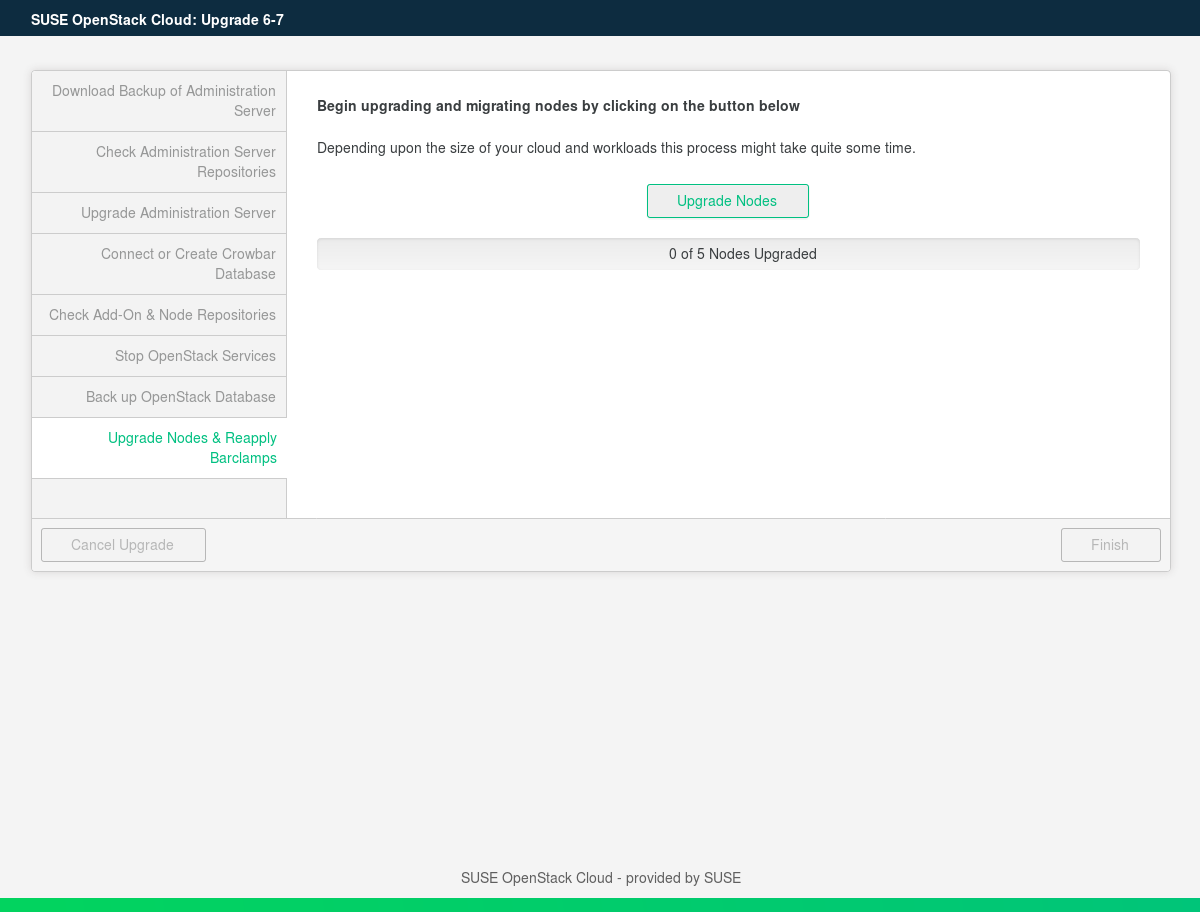 SUSE OpenStack Cloud: Upgrade 6-7
Download Backup of Administration
Server
Check Administration Server
Repositories
Upgrade Administration Server
Connect or Create Crowbar
Database
Check Add-On & Node Repositories
Stop OpenStack Services
Back up OpenStack Database
Upgrade Nodes & Reapply
Barclamps
Begin upgrading and migrating nodes by clicking on the button below
Depending upon the size of your cloud and workloads this process might take quite some time.
Upgrade Nodes
0 of 5 Nodes Upgraded
Cancel Upgrade
Finish
SUSE OpenStack Cloud - provided by SUSE